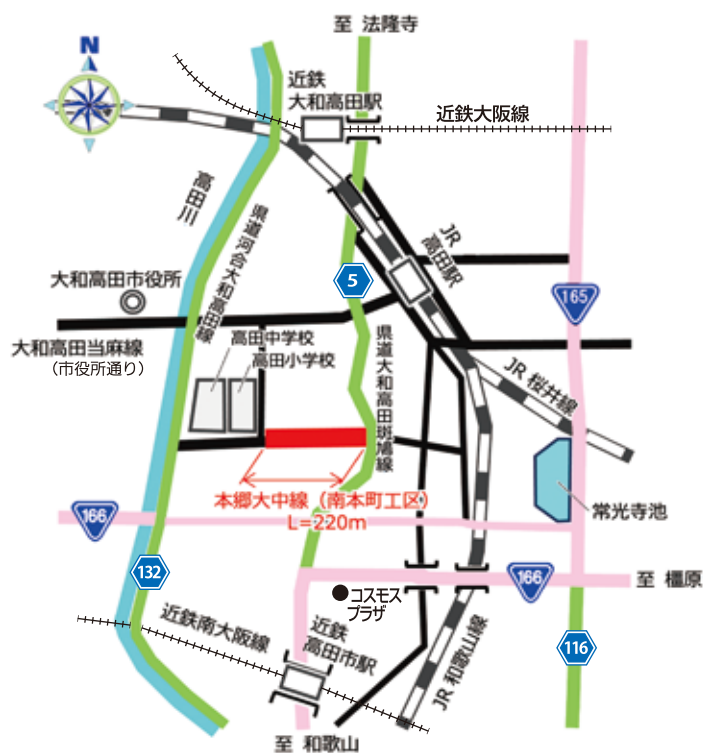 至 法隆寺
N
近鉄
大和高田駅
近鉄大阪線
高田川
県道河合大和高田線
JR
高田駅
5
大和高田市役所
165
大和高田当麻線
(市役所通り)
高田中学校
高田小学校
県道大和高田斑鳩線
JR 桜井線
本郷大中線(南本町工区)
L=220m
常光寺池
166
132
166
至 橿原
コスモス
プラザ
近鉄南大阪線
近鉄
高田市駅
JR 和歌山線
116
至 和歌山